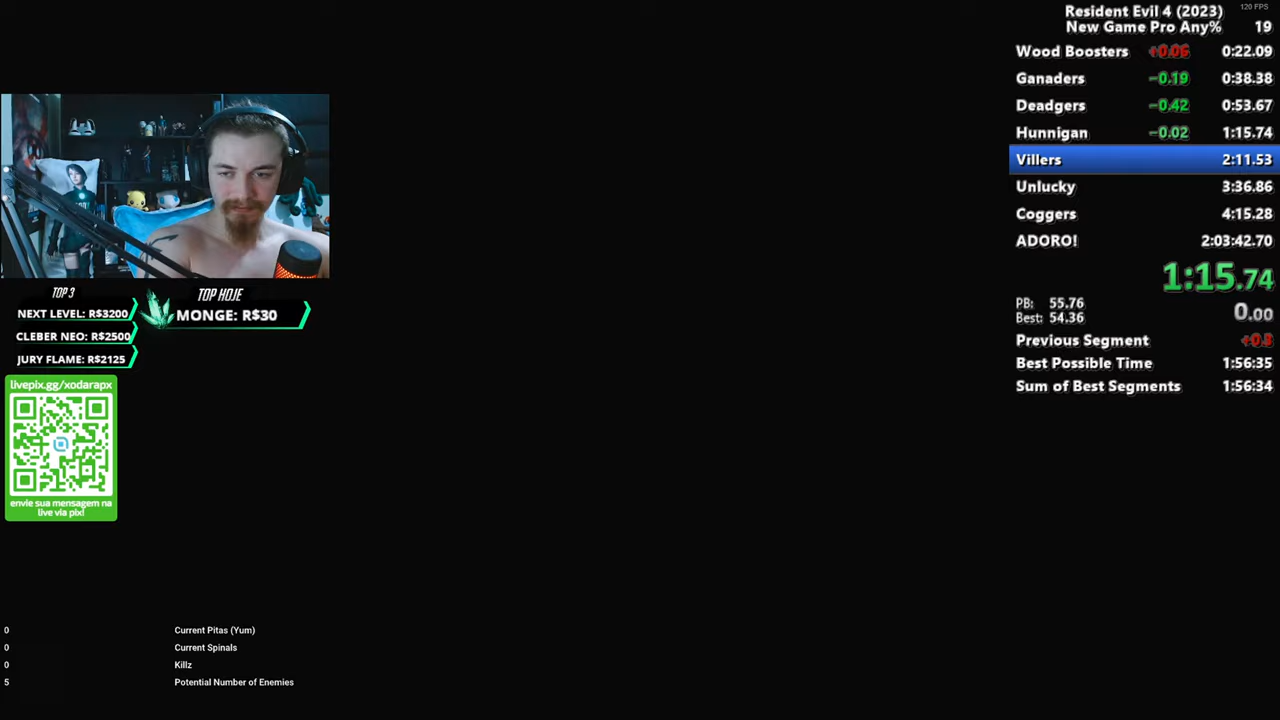 120 FPS
Resident Evil 4 (2023)
New Game Pro Any% 19
Wood Boosters +0.06 0:22.09
Ganaders −0.19 0:38.38
Deadgers −0.42 0:53.67
Hunnigan −0.02 1:15.74
Villers 2:11.53
Unlucky 3:36.86
Coggers 4:15.28
ADORO! 2:03:42.70
1:15.74
PB: 55.76
Best: 54.36
0.00
Previous Segment +0.8
Best Possible Time 1:56:35
Sum of Best Segments 1:56:34
TOP 3
NEXT LEVEL: R$3200
CLEBER NEO: R$2500
JURY FLAME: R$2125
TOP HOJE
MONGE: R$30
livepix.gg/xodarapx
envie sua mensagem na
live via pix!
0 Current Pitas (Yum)
0 Current Spinals
0 Killz
5 Potential Number of Enemies